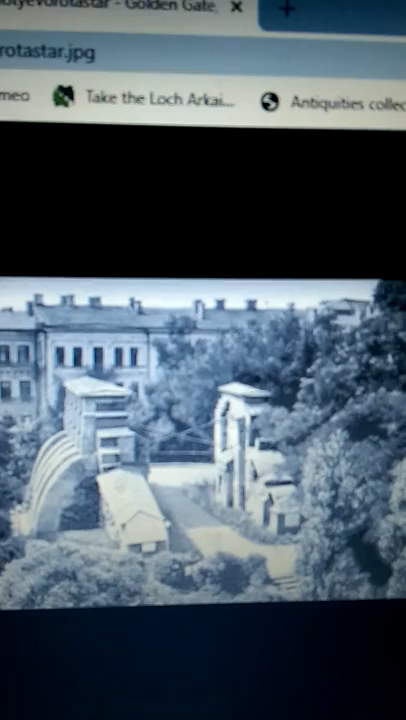 - Golden Gate,
rotastar.jpg
meo Take the Loch Arkai... Antiquities collec